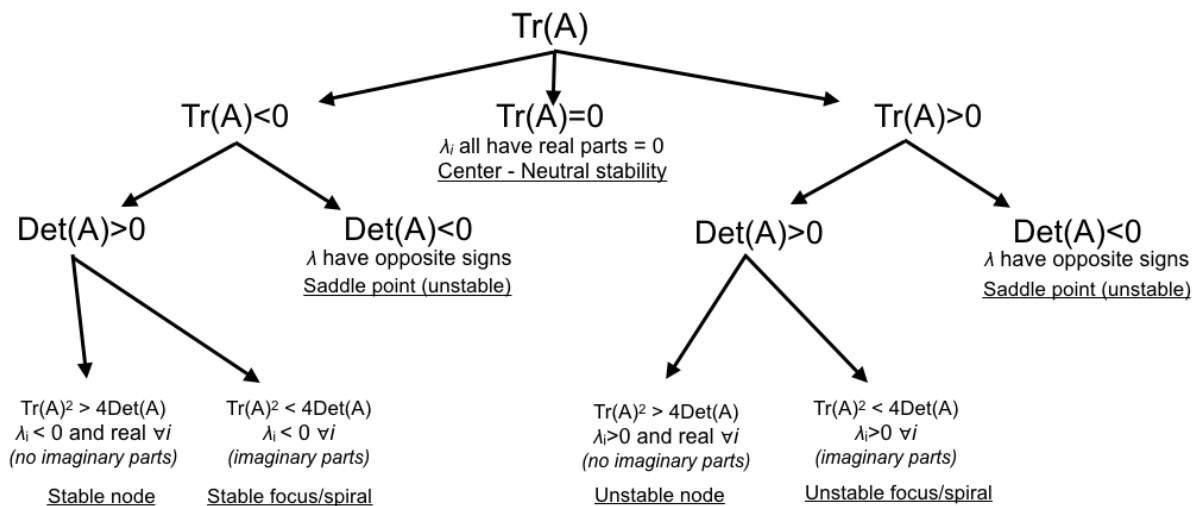 Tr(A)
Tr(A)<0
Tr(A)=0
λᵢ all have real parts = 0
Center - Neutral stability
Tr(A)>0
Det(A)>0
Det(A)<0
λ have opposite signs
Saddle point (unstable)
Det(A)>0
Det(A)<0
λ have opposite signs
Saddle point (unstable)
Tr(A)² > 4Det(A)
λᵢ < 0 and real ∀i
(no imaginary parts)
Stable node
Tr(A)² < 4Det(A)
λᵢ < 0 ∀i
(imaginary parts)
Stable focus/spiral
Tr(A)² > 4Det(A)
λᵢ>0 and real ∀i
(no imaginary parts)
Unstable node
Tr(A)² < 4Det(A)
λᵢ>0 ∀i
(imaginary parts)
Unstable focus/spiral